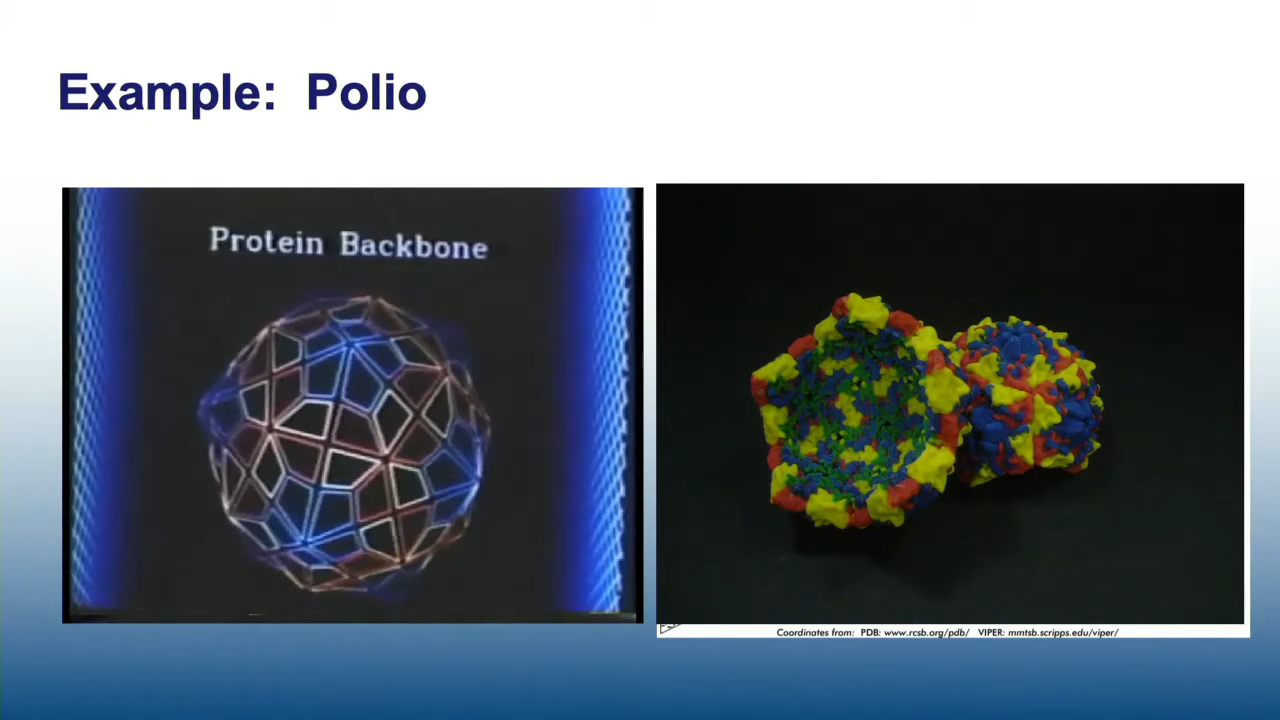 Example: Polio
Protein Backbone
Coordinates from: PDB: www.rcsb.org/pdb/ VIPER: mmtsb.scripps.edu/viper/